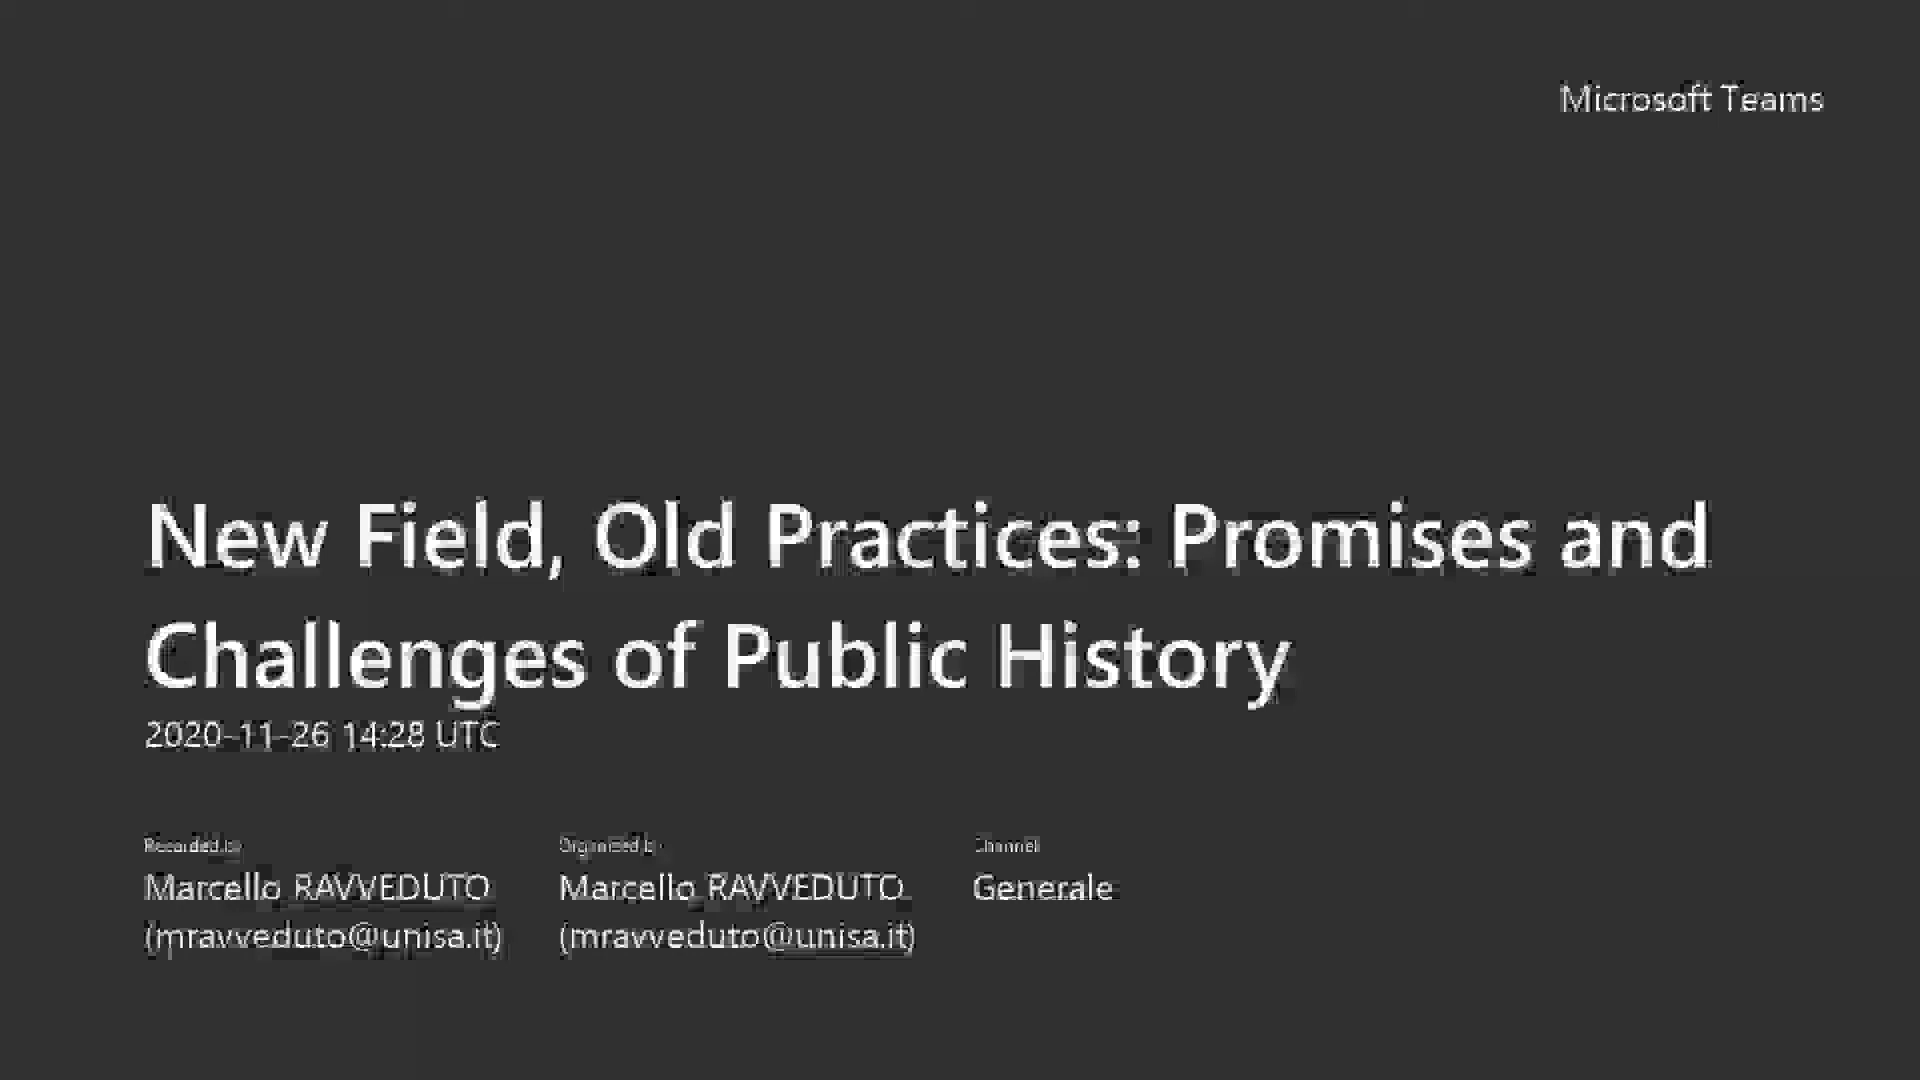 Microsoft Teams
New Field, Old Practices: Promises and
Challenges of Public History
2020-11-26 14:28 UTC
Recorded by
Organized by
Channel
Marcello RAVVEDUTO
Marcello RAVVEDUTO
Generale
(mravveduto@unisa.it)
(mravveduto@unisa.it)